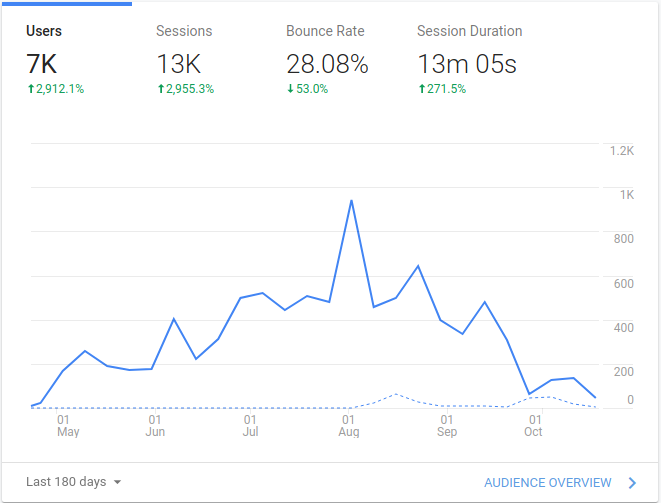 Users Sessions Bounce Rate Session Duration
7K 13K 28.08% 13m 05s
↑2,912.1% ↑2,955.3% ↓53.0% ↑271.5%
1.2K
1K
800
600
400
200
0
01 01 01 01 01 01
May Jun Jul Aug Sep Oct
Last 180 days AUDIENCE OVERVIEW